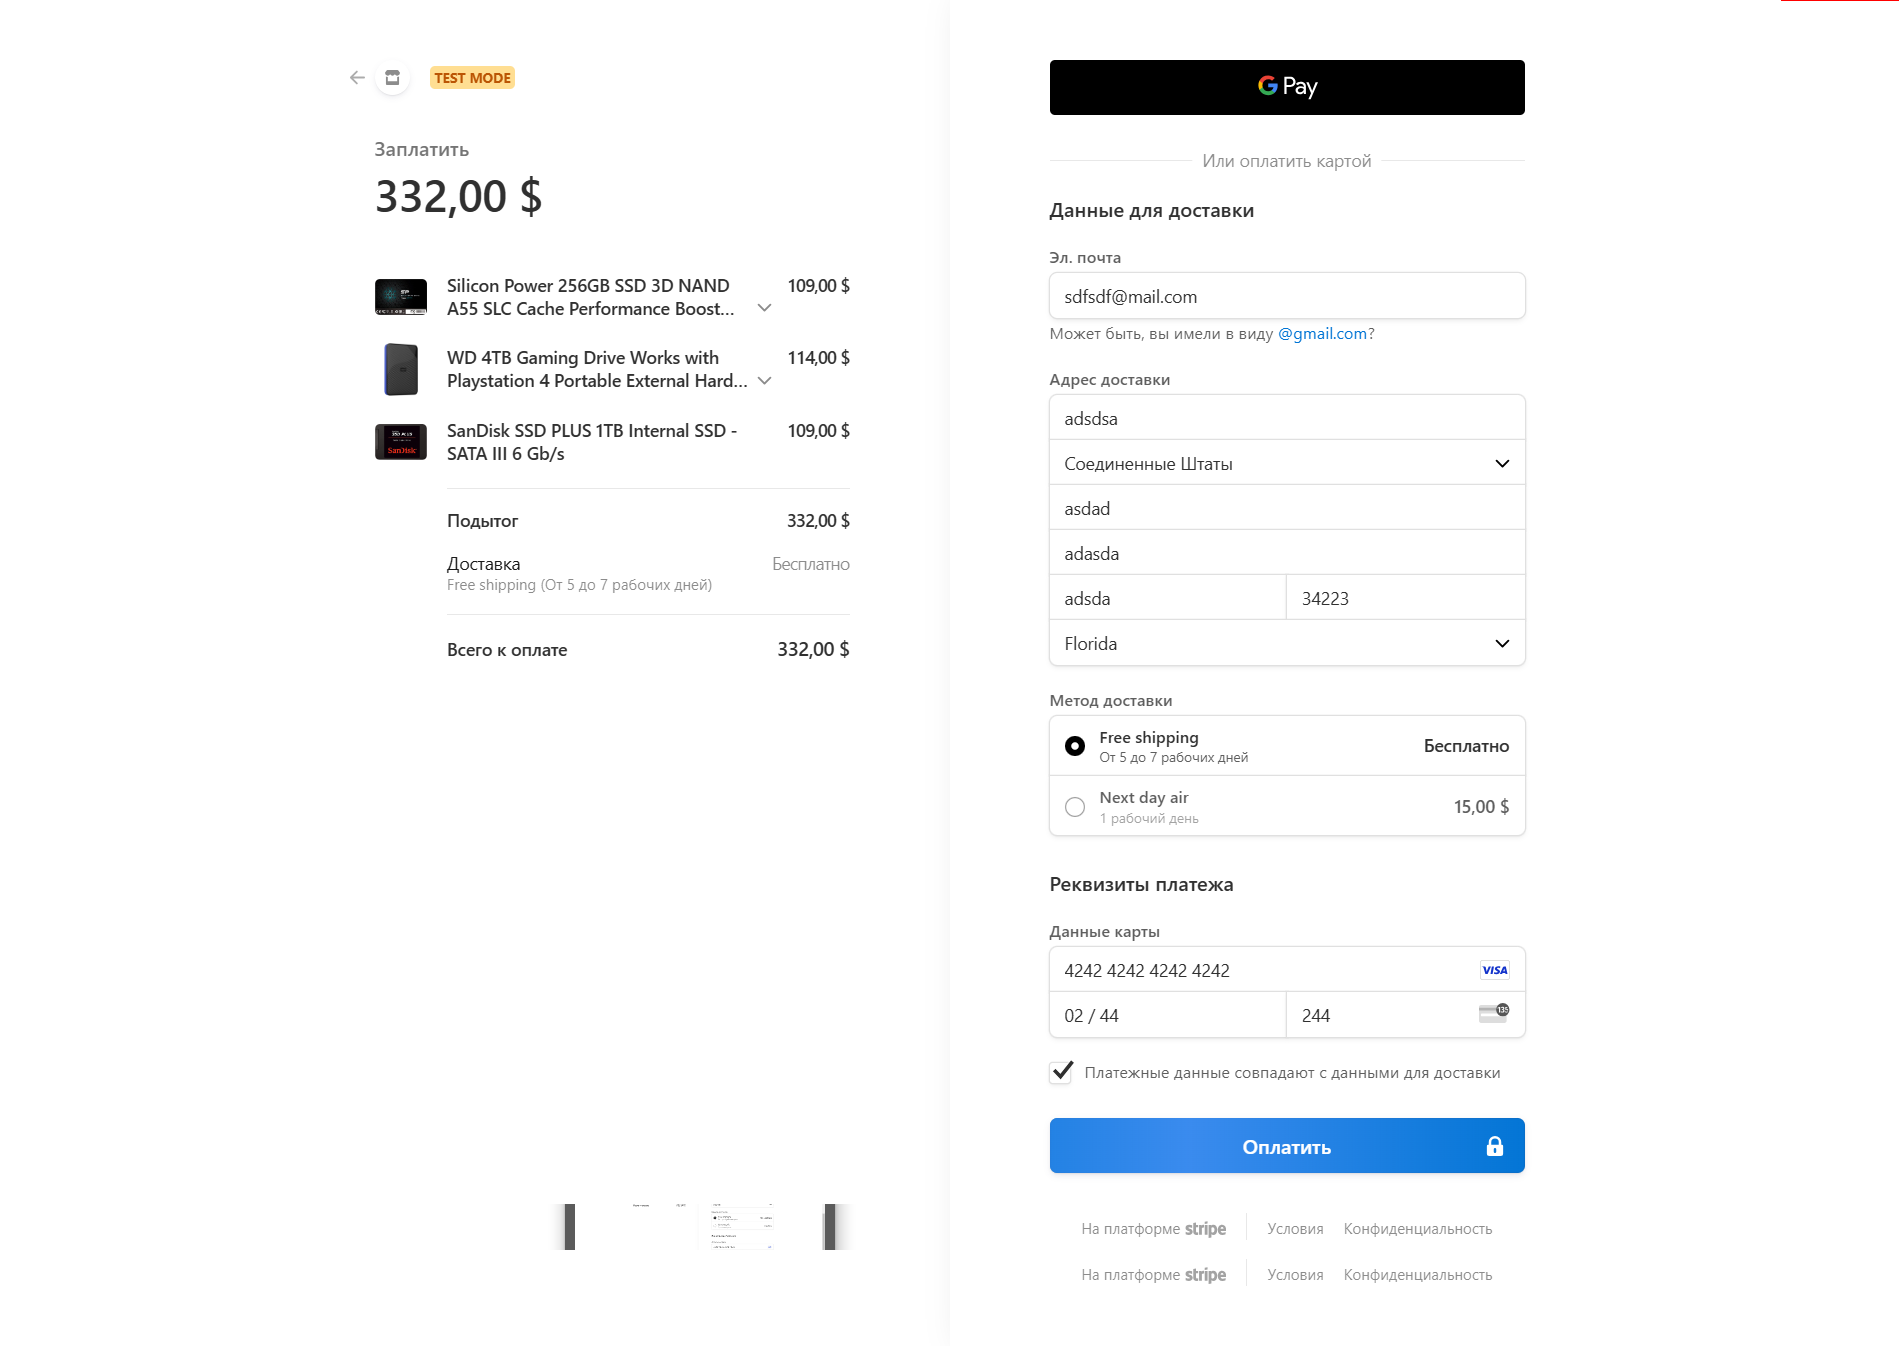 TEST MODE
Заплатить
332,00 $
Silicon Power 256GB SSD 3D NAND
A55 SLC Cache Performance Boost...
109,00 $
WD 4TB Gaming Drive Works with
Playstation 4 Portable External Hard...
114,00 $
SanDisk
SanDisk SSD PLUS 1TB Internal SSD -
SATA III 6 Gb/s
109,00 $
Подытог
332,00 $
Доставка
Бесплатно
Free shipping (От 5 до 7 рабочих дней)
Всего к оплате
332,00 $
G Pay
Или оплатить картой
Данные для доставки
Эл. почта
sdfsdf@mail.com
Может быть, вы имели в виду @gmail.com?
Адрес доставки
adsdsa
Соединенные Штаты
asdad
adasda
adsda
34223
Florida
Метод доставки
Free shipping
От 5 до 7 рабочих дней
Бесплатно
Next day air
1 рабочий день
15,00 $
Реквизиты платежа
Данные карты
4242 4242 4242 4242
VISA
02 / 44
244
135
Платежные данные совпадают с данными для доставки
Оплатить
На платформе stripe
Условия
Конфиденциальность
На платформе stripe
Условия
Конфиденциальность